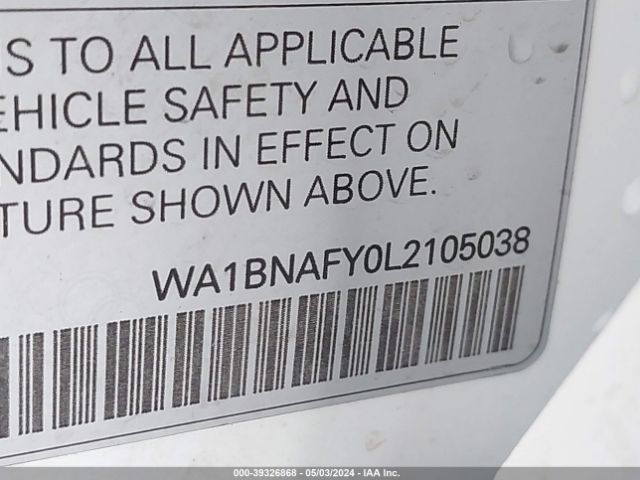 S TO ALL APPLICABLE
EHICLE SAFETY AND
NDARDS IN EFFECT ON
TURE SHOWN ABOVE.
WA1BNAFY0L2105038
000-39326868 - 05/03/2024 - IAA Inc.